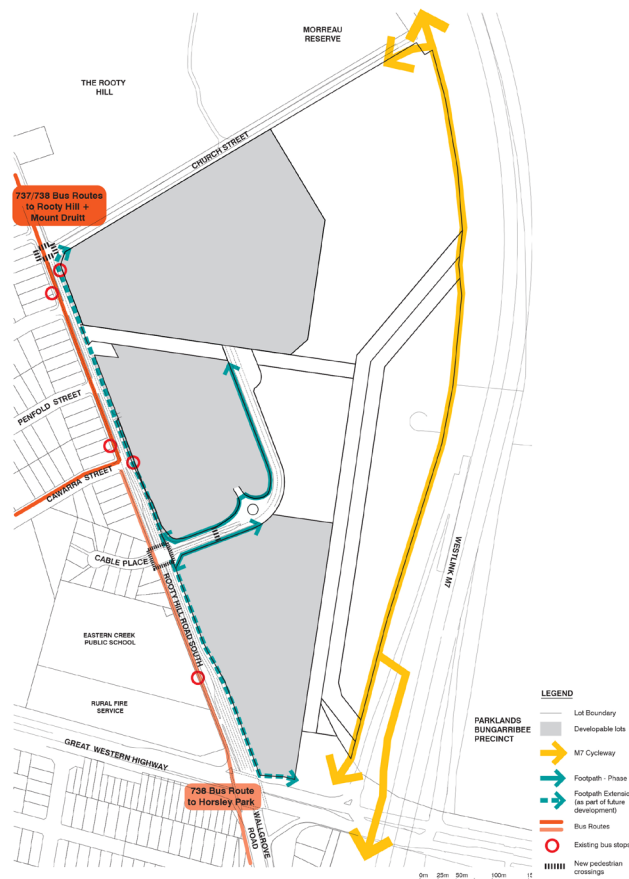 MORREAU
RESERVE
THE ROOTY
HILL
CHURCH STREET
737/738 Bus Routes
to Rooty Hill +
Mount Druitt
PENFOLD STREET
CAWARRA STREET
CABLE PLACE
ROOTY HILL ROAD SOUTH
WESTLINK M7
EASTERN CREEK
PUBLIC SCHOOL
RURAL FIRE
SERVICE
GREAT WESTERN HIGHWAY
PARKLANDS
BUNGARRIBEE
PRECINCT
738 Bus Route
to Horsley Park
WALLGROVE
ROAD
LEGEND
Lot Boundary
Developable lots
M7 Cycleway
Footpath - Phase
Footpath Extensic
(as part of future
development)
Bus Routes
Existing bus stops
New pedestrian
crossings
0m 25m 50m 100m 15